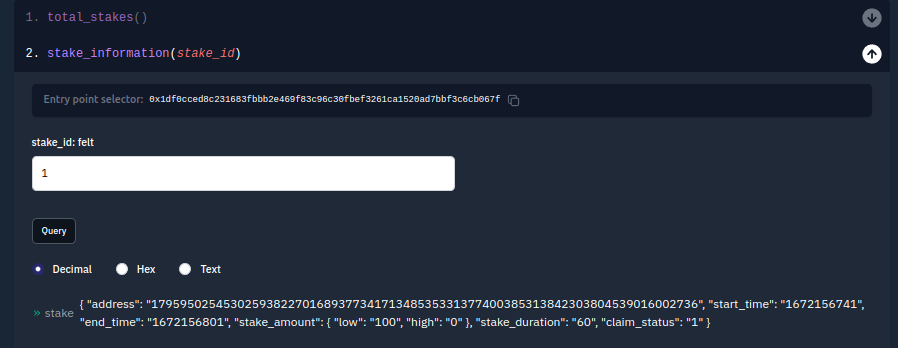 1. total_stakes()
2. stake_information(stake_id)
Entry point selector: 0x1df0cced8c231683fbbb2e469f83c96c30fbef3261ca1520ad7bbf3c6cb067f
stake_id: felt
1
Query
Decimal Hex Text
» stake { "address": "1795950254530259382270168937734171348535331377400385313842303804539016002736", "start_time": "1672156741",
"end_time": "1672156801", "stake_amount": { "low": "100", "high": "0" }, "stake_duration": "60", "claim_status": "1" }